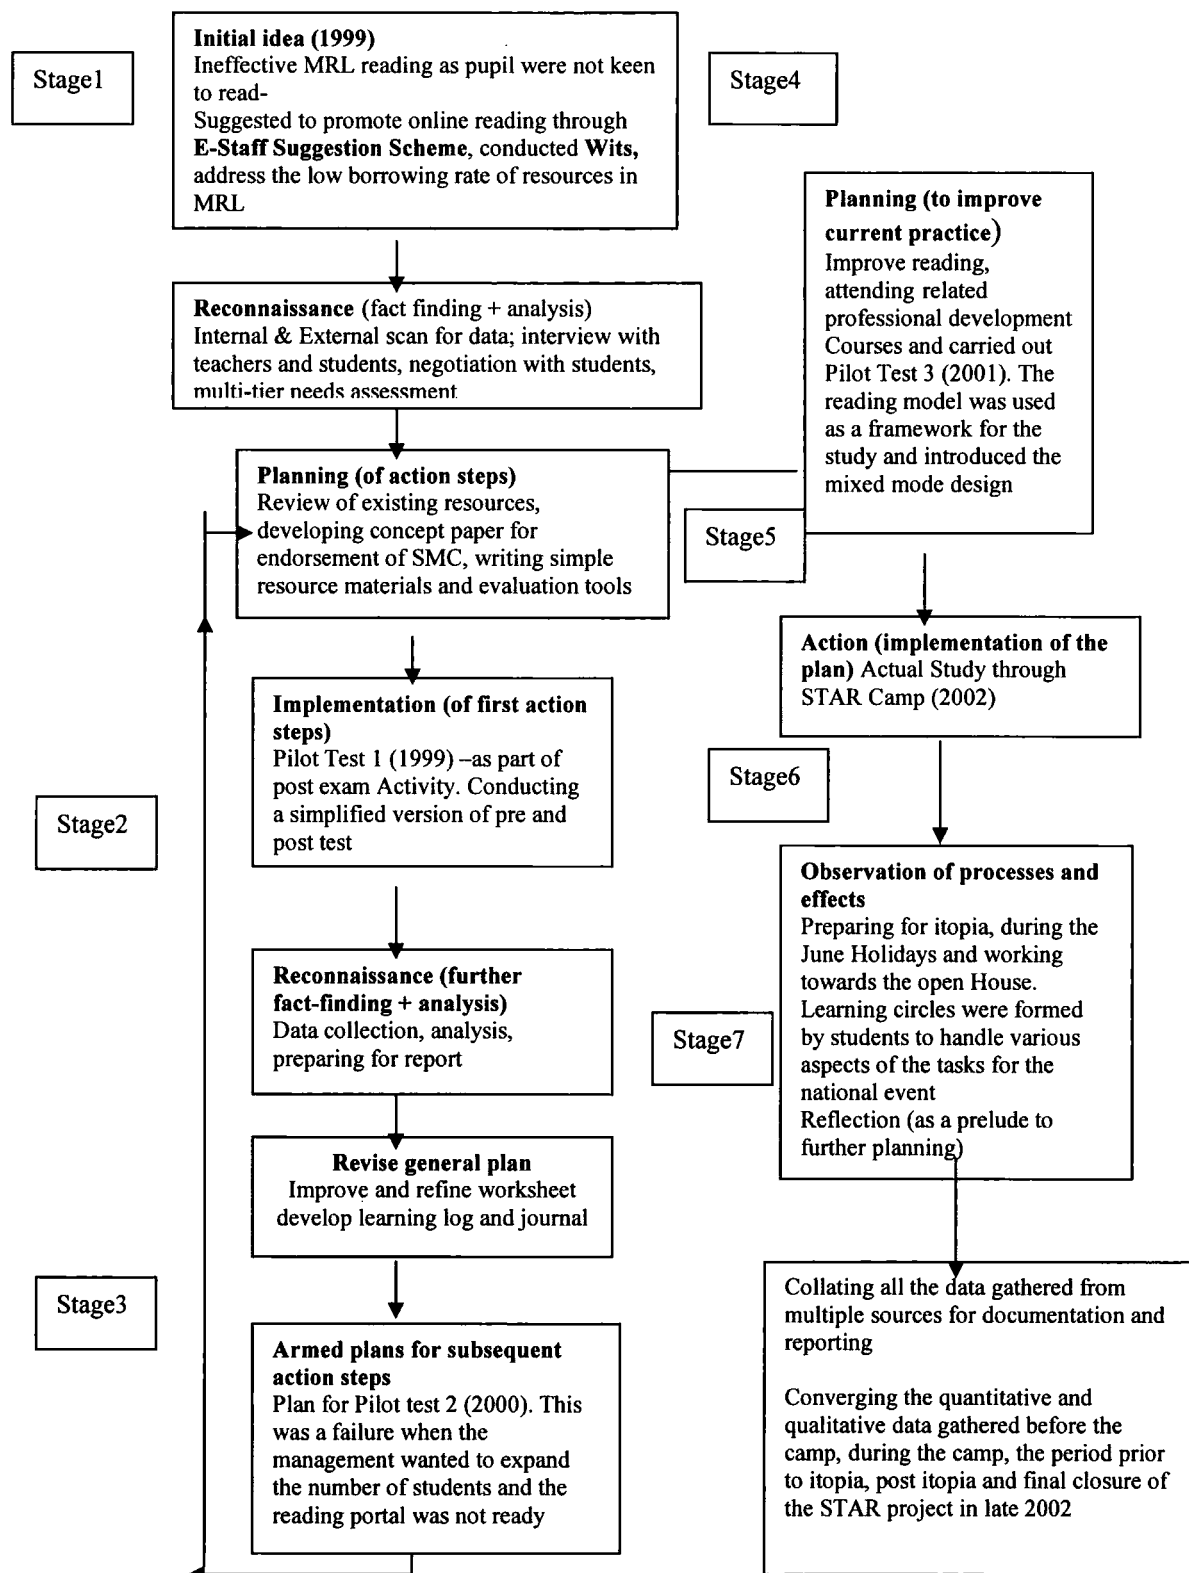 Stage1
Initial idea (1999)
Ineffective MRL reading as pupil were not keen
to read-
Suggested to promote online reading through
E-Staff Suggestion Scheme, conducted Wits,
address the low borrowing rate of resources in
MRL
Reconnaissance (fact finding + analysis)
Internal & External scan for data; interview with
teachers and students, negotiation with students,
multi-tier needs assessment
Planning (of action steps)
Review of existing resources,
developing concept paper for
endorsement of SMC, writing simple
resource materials and evaluation tools
Stage2
Implementation (of first action
steps)
Pilot Test 1 (1999) –as part of
post exam Activity. Conducting
a simplified version of pre and
post test
Reconnaissance (further
fact-finding + analysis)
Data collection, analysis,
preparing for report
Revise general plan
Improve and refine worksheet
develop learning log and journal
Stage3
Armed plans for subsequent
action steps
Plan for Pilot test 2 (2000). This
was a failure when the
management wanted to expand
the number of students and the
reading portal was not ready
Stage4
Planning (to improve
current practice)
Improve reading,
attending related
professional development
Courses and carried out
Pilot Test 3 (2001). The
reading model was used
as a framework for the
study and introduced the
mixed mode design
Stage5
Action (implementation of the
plan) Actual Study through
STAR Camp (2002)
Stage6
Observation of processes and
effects
Preparing for itopia, during the
June Holidays and working
towards the open House.
Learning circles were formed
by students to handle various
aspects of the tasks for the
national event
Reflection (as a prelude to
further planning)
Stage7
Collating all the data gathered from
multiple sources for documentation and
reporting
Converging the quantitative and
qualitative data gathered before the
camp, during the camp, the period prior
to itopia, post itopia and final closure of
the STAR project in late 2002